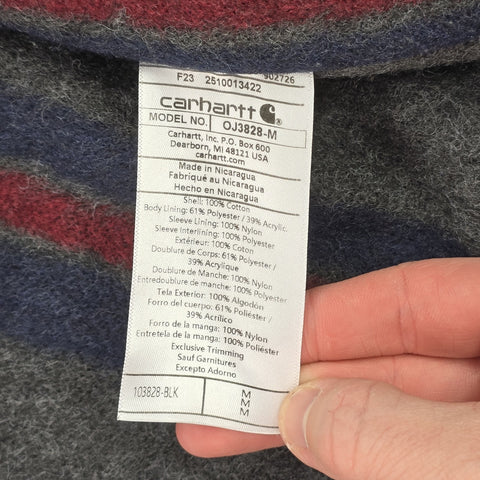 902726
F23 2510013422
carhartt
MODEL NO. OJ3828-M
Carhartt, Inc. P.O. Box 600
Dearborn, MI 48121 USA
carhartt.com
Made in Nicaragua
Fabriqué au Nicaragua
Hecho en Nicaragua
Shell: 100% Cotton
Body Lining: 61% Polyester / 39% Acrylic
Sleeve Lining: 100% Nylon
Sleeve Interlining: 100% Polyester
Extérieur: 100% Coton
Doublure de Corps: 61% Polyester /
39% Acrylique
Doublure de Manche: 100% Nylon
Entredoublure de Manche: 100% Polyester
Tela Exterior: 100% Algodón
Forro del cuerpo: 61% Poliéster /
39% Acrílico
Forro de la manga: 100% Nylon
Entretela de la manga: 100% Poliéster
Exclusive Trimming
Sauf Garnitures
Excepto Adorno
103828-BLK M
M
M